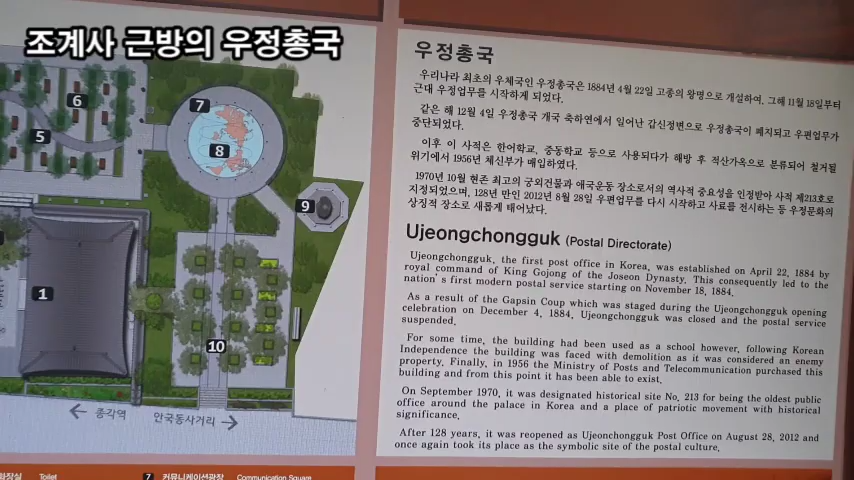 조계사 근방의 우정총국
6
5
7
8
9
1
10
종각역
안국동사거리
화장실 Toilet
7 커뮤니케이션광장 Communication Square
우정총국
우리나라 최초의 우체국인 우정총국은 1884년 4월 22일 고종의 왕명으로 개설하여, 그해 11월 18일부터
근대 우정업무를 시작하게 되었다.
같은 해 12월 4일 우정총국 개국 축하연에서 일어난 갑신정변으로 우정총국이 폐지되고 우편업무가
중단되었다.
이후 이 사적은 한어학교, 중동학교 등으로 사용되다가 해방 후 적산가옥으로 분류되어 철거될
위기에서 1956년 체신부가 매입하였다.
1970년 10월 현존 최고의 궁외건물과 애국운동 장소로서의 역사적 중요성을 인정받아 사적 제213호로
지정되었으며, 128년 만인 2012년 8월 28일 우편업무를 다시 시작하고 사료를 전시하는 등 우정문화의
상징적 장소로 새롭게 태어났다.
Ujeongchongguk (Postal Directorate)
Ujeongchongguk, the first post office in Korea, was established on April 22, 1884 by
royal command of King Gojong of the Joseon Dynasty. This consequently led to the
nation's first modern postal service starting on November 18, 1884.
As a result of the Gapsin Coup which was staged during the Ujeongchongguk opening
celebration on December 4, 1884, Ujeongchongguk was closed and the postal service
suspended.
For some time, the building had been used as a school however, following Korean
Independence the building was faced with demolition as it was considered an enemy
property. Finally, in 1956 the Ministry of Posts and Telecommunication purchased this
building and from this point it has been able to exist.
On September 1970, it was designated historical site No. 213 for being the oldest public
office around the palace in Korea and a place of patriotic movement with historical
significance.
After 128 years, it was reopened as Ujeonchongguk Post Office on August 28, 2012 and
once again took its place as the symbolic site of the postal culture.